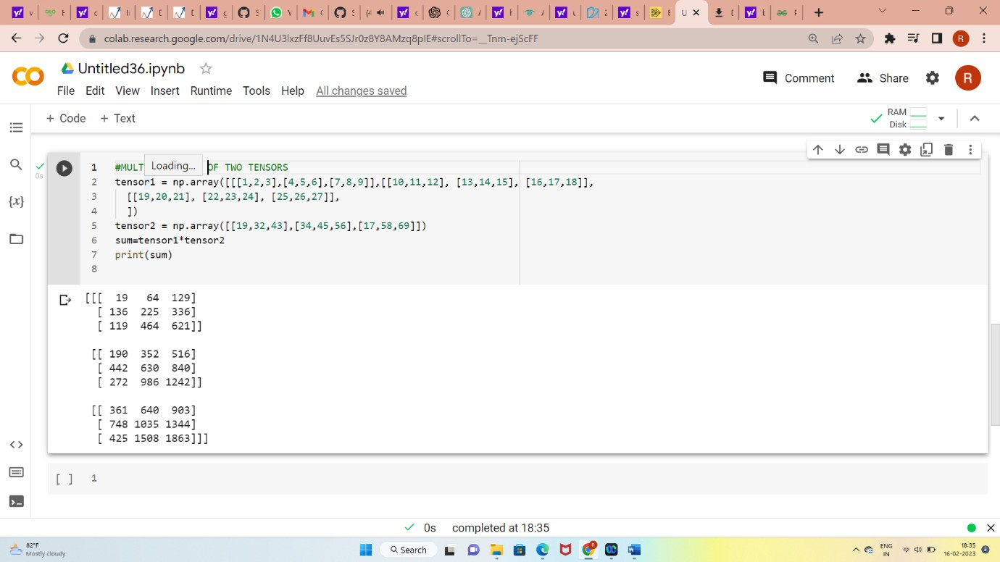 colab.research.google.com/drive/1N4U3lxzFf8UuvEs5SJr0z8Y8AMzq8pIE#scrollTo=__Tnm-ejScFF
R
CO
Untitled36.ipynb
Comment
Share
R
File Edit View Insert Runtime Tools Help All changes saved
+ Code + Text
RAM
Disk
0s
Loading...
1 #MULT OF TWO TENSORS
2 tensor1 = np.array([[[1,2,3],[4,5,6],[7,8,9]],[[10,11,12], [13,14,15], [16,17,18]],
3 [[19,20,21], [22,23,24], [25,26,27]],
4 ])
5 tensor2 = np.array([[19,32,43],[34,45,56],[17,58,69]])
6 sum=tensor1*tensor2
7 print(sum)
8
[[[ 19 64 129]
[ 136 225 336]
[ 119 464 621]]
[[ 190 352 516]
[ 442 630 840]
[ 272 986 1242]]
[[ 361 640 903]
[ 748 1035 1344]
[ 425 1508 1863]]]
[ ] 1
0s completed at 18:35
82°F
Mostly cloudy
Search
ENG
IN
18:35
16-02-2023
3